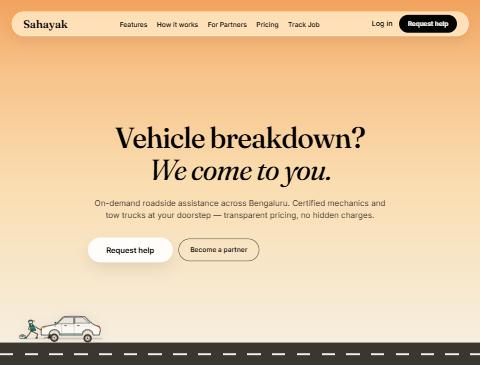 Sahayak
Features How it works For Partners Pricing Track Job
Log in Request help
Vehicle breakdown?
We come to you.
On-demand roadside assistance across Bengaluru. Certified mechanics and
tow trucks at your doorstep — transparent pricing, no hidden charges.
Request help Become a partner